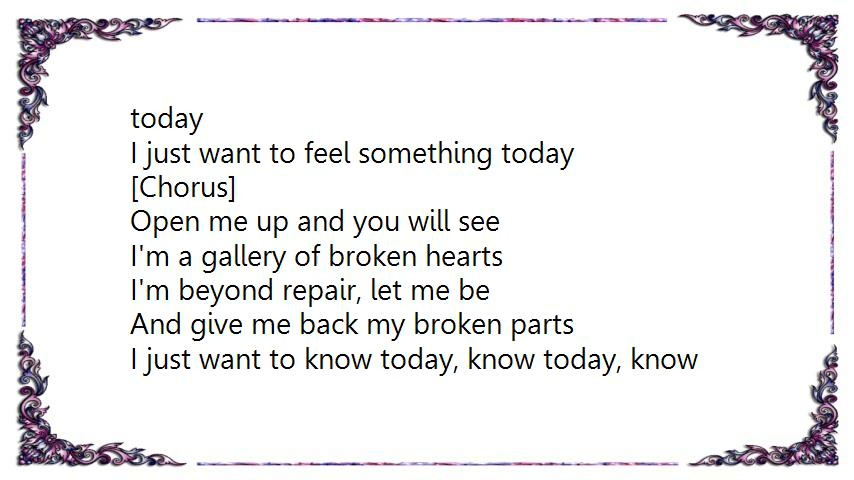 today
I just want to feel something today
[Chorus]
Open me up and you will see
I'm a gallery of broken hearts
I'm beyond repair, let me be
And give me back my broken parts
I just want to know today, know today, know